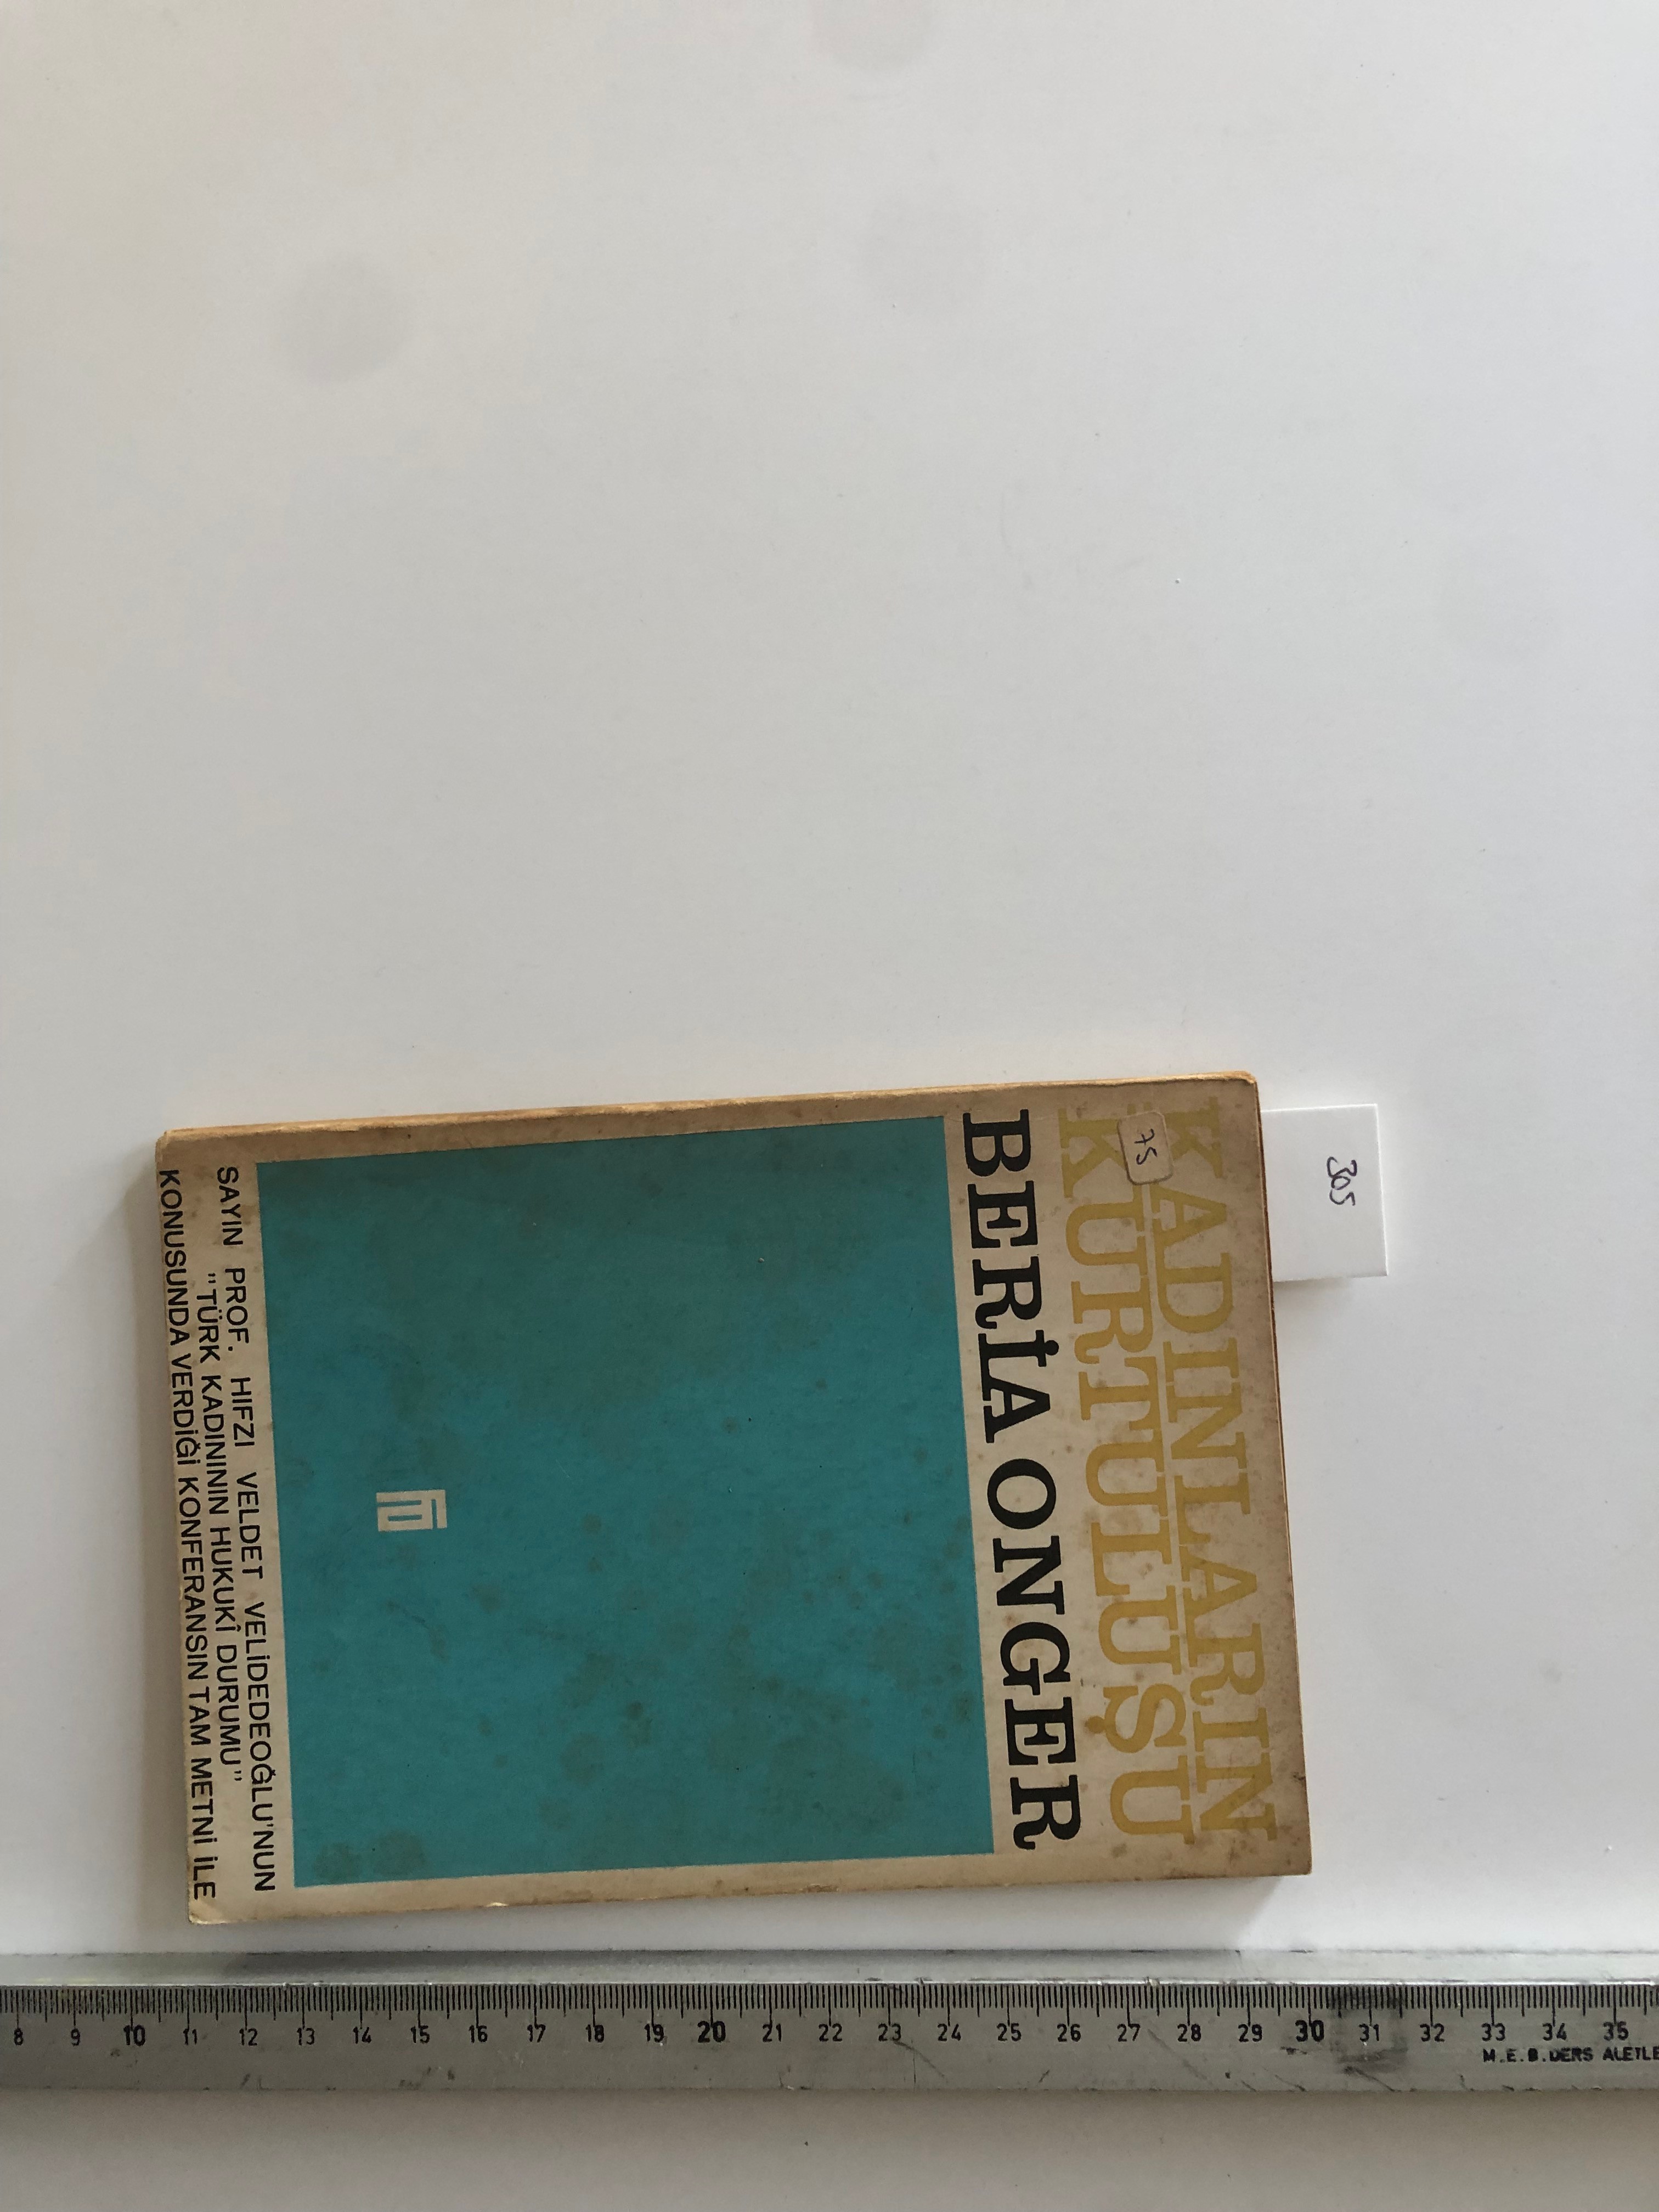 305
KADINLARIN
75
KURTULUŞU
BERİA ONGER
SAYIN PROF. HIFZI VELDET VELİDEDEOĞLU'NUN
"TÜRK KADININ HUKUKÎ DURUMU"
KONUSUNDA VERDİĞİ KONFERANSIN TAM METNİ İLE
8 9 10 11 12 13 14 15 16 17 18 19 20 21 22 23 24 25 26 27 28 29 30 31 32 33 34 35
M.E.B. DERS ALETLE